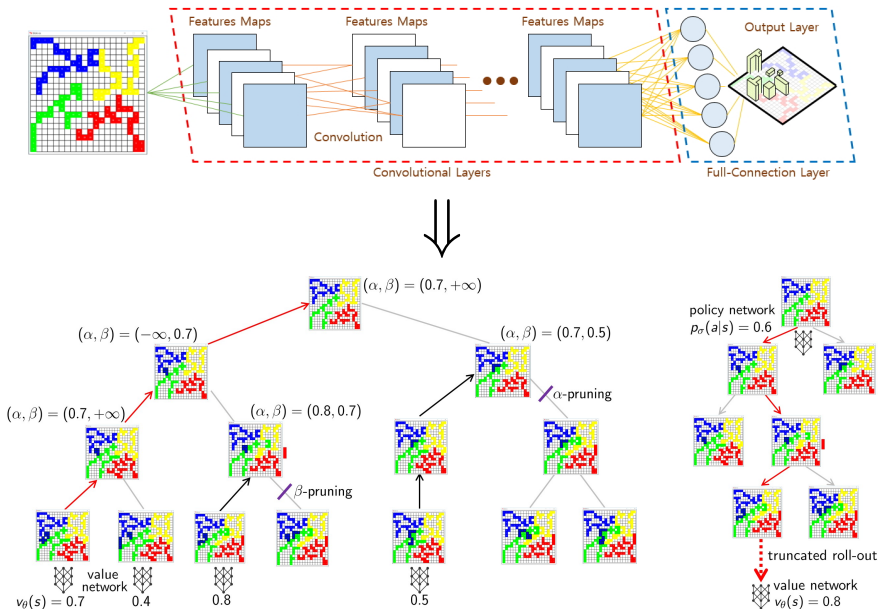 Features Maps
Features Maps
Features Maps
Output Layer
Convolution
Convolutional Layers
Full-Connection Layer
(α, β) = (0.7, +∞)
(α, β) = (−∞, 0.7)
(α, β) = (0.7, 0.5)
policy network
pσ(a|s) = 0.6
α-pruning
(α, β) = (0.7, +∞)
(α, β) = (0.8, 0.7)
β-pruning
truncated roll-out
value
network
vθ(s) = 0.7
0.4
0.8
0.5
value network
vθ(s) = 0.8